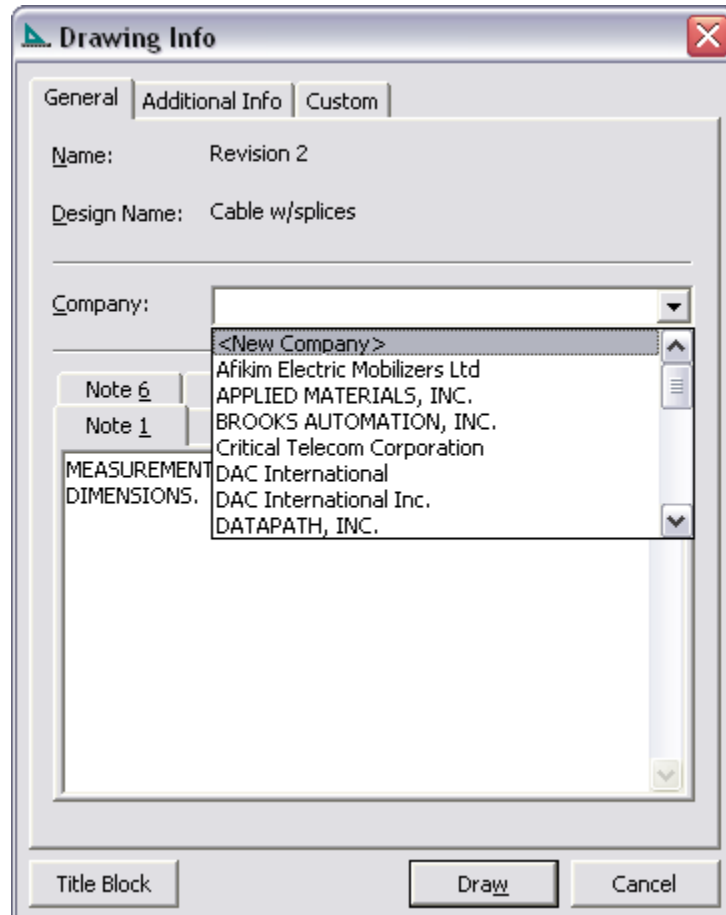 Drawing Info
General Additional Info Custom
Name: Revision 2
Design Name: Cable w/splices
Company:
<New Company>
Afikim Electric Mobilizers Ltd
APPLIED MATERIALS, INC.
BROOKS AUTOMATION, INC.
Critical Telecom Corporation
DAC International
DAC International Inc.
DATAPATH, INC.
Note 6
Note 1
MEASUREMENT
DIMENSIONS.
Title Block Draw Cancel